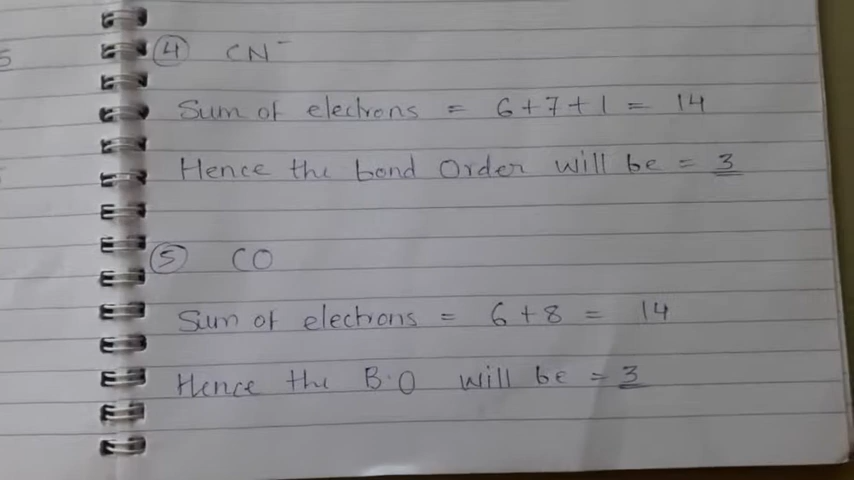 5
④ CN⁻
Sum of electrons = 6+7+1 = 14
Hence the bond Order will be = 3
⑤ CO
Sum of electrons = 6+8 = 14
Hence the B.O will be = 3